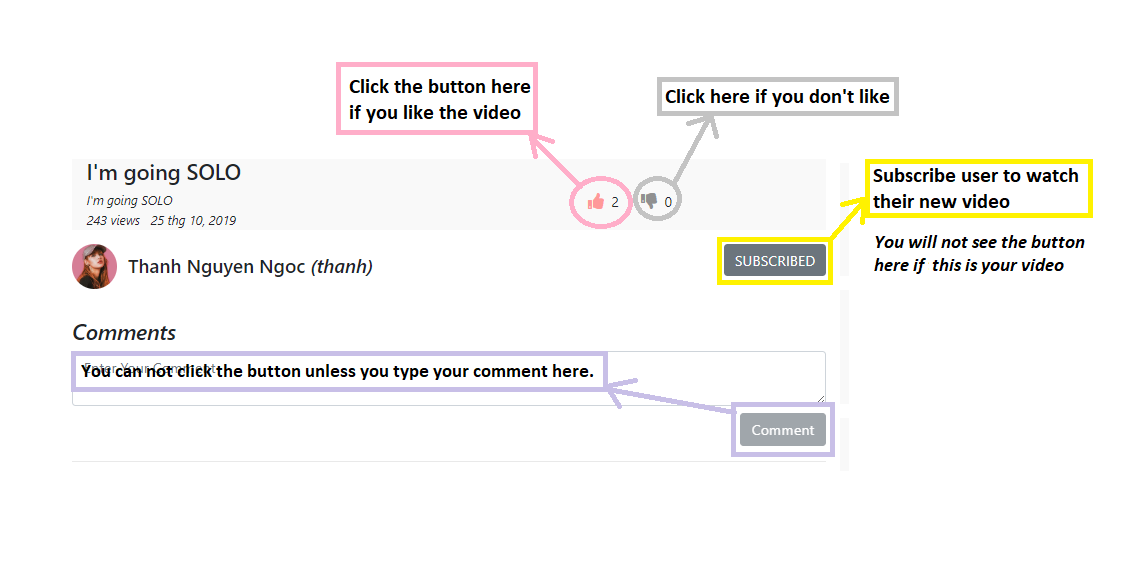 Click the button here
if you like the video
Click here if you don't like
I'm going SOLO
I'm going SOLO
243 views 25 thg 10, 2019
2
0
Subscribe user to watch
their new video
You will not see the button
here if this is your video
Thanh Nguyen Ngoc (thanh)
SUBSCRIBED
Comments
Enter Your Comment
You can not click the button unless you type your comment here.
Comment